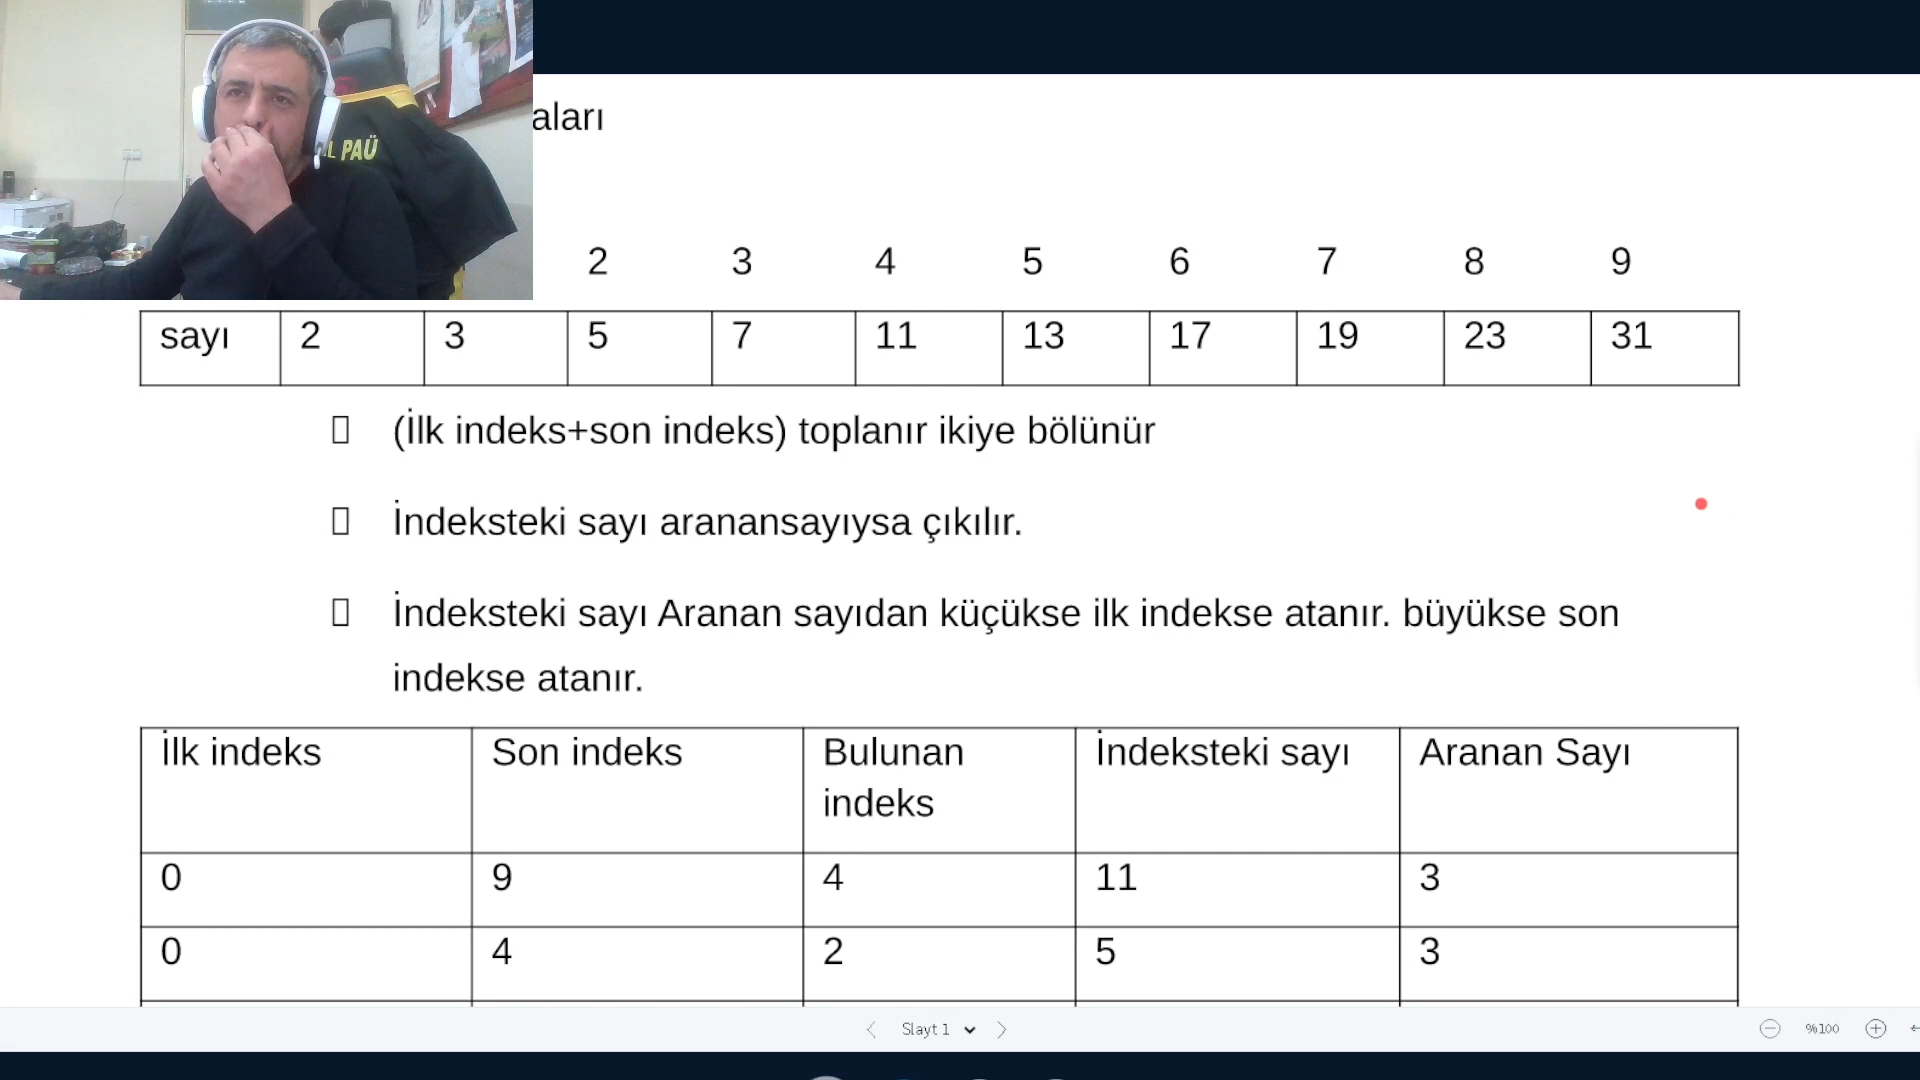 PAÜ
aları
2 3 4 5 6 7 8 9
sayı 2 3 5 7 11 13 17 19 23 31
(İlk indeks+son indeks) toplanır ikiye bölünür
İndeksteki sayı aranansayıysa çıkılır.
İndeksteki sayı Aranan sayıdan küçükse ilk indekse atanır. büyükse son
indekse atanır.
İlk indeks Son indeks Bulunan indeks İndeksteki sayı Aranan Sayı
0 9 4 11 3
0 4 2 5 3
Slayt 1
%100